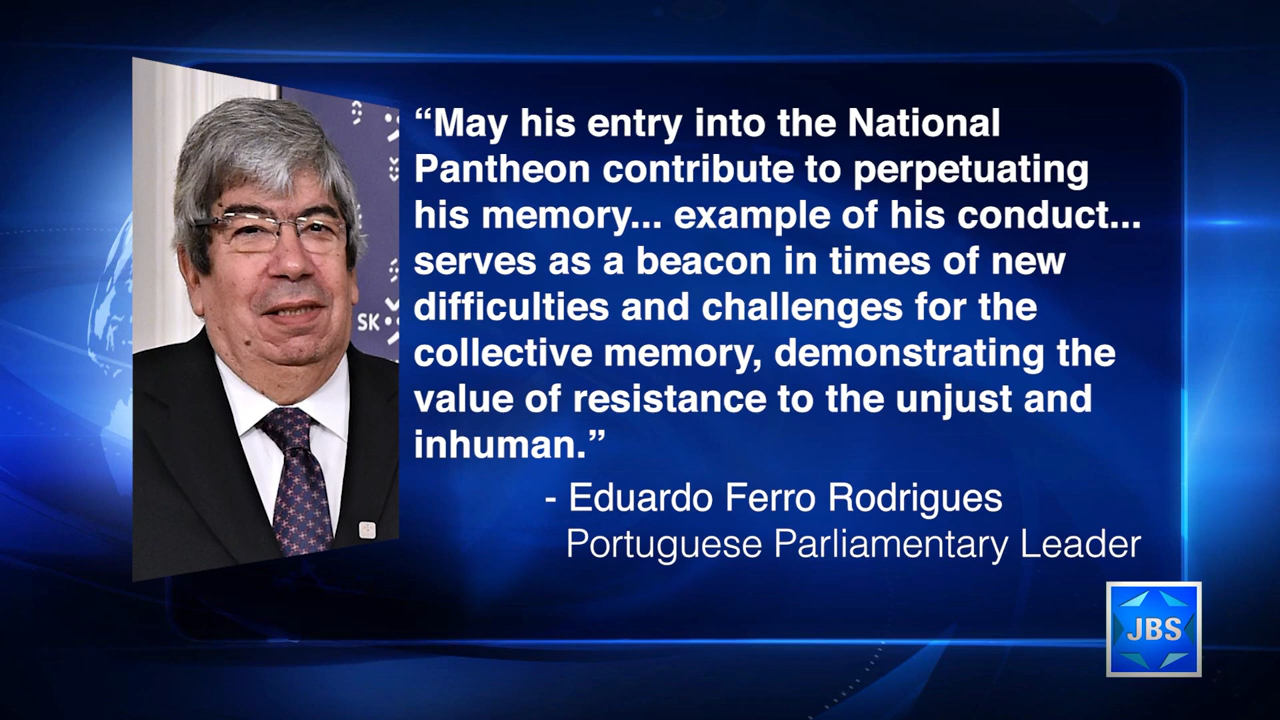 “May his entry into the National
Pantheon contribute to perpetuating
his memory... example of his conduct...
serves as a beacon in times of new
difficulties and challenges for the
collective memory, demonstrating the
value of resistance to the unjust and
inhuman.”
- Eduardo Ferro Rodrigues
Portuguese Parliamentary Leader
SK
JBS